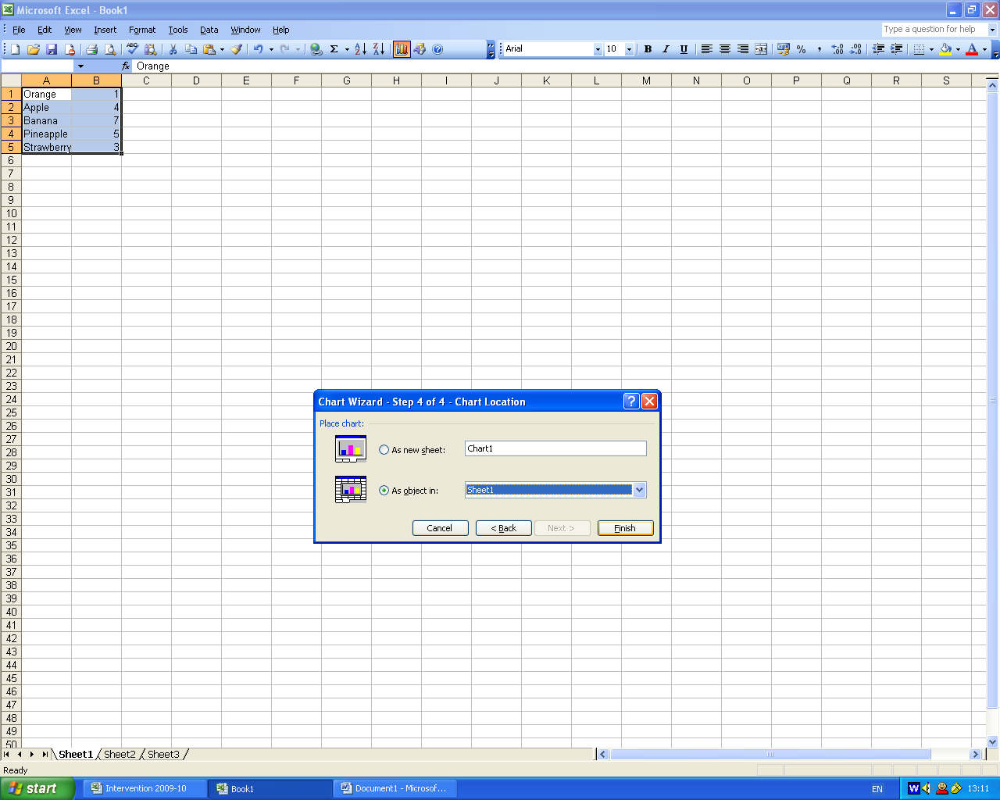 Microsoft Excel - Book1
File Edit View Insert Format Tools Data Window Help
Type a question for help
Arial 10 B I U
fx Orange
A B C D E F G H I J K L M N O P Q R S
1 Orange 1
2 Apple 4
3 Banana 7
4 Pineapple 5
5 Strawberry 3
6
7
8
9
10
11
12
13
14
15
16
17
18
19
20
21
22
23
24
25
26
27
28
29
30
31
32
33
34
35
36
37
38
39
40
41
42
43
44
45
46
47
48
49
50
Chart Wizard - Step 4 of 4 - Chart Location
Place chart:
As new sheet: Chart1
As object in: Sheet1
Cancel < Back Next > Finish
Sheet1 Sheet2 Sheet3
Ready
start Intervention 2009-10 Book1 Document1 - Microsof... EN 13:11